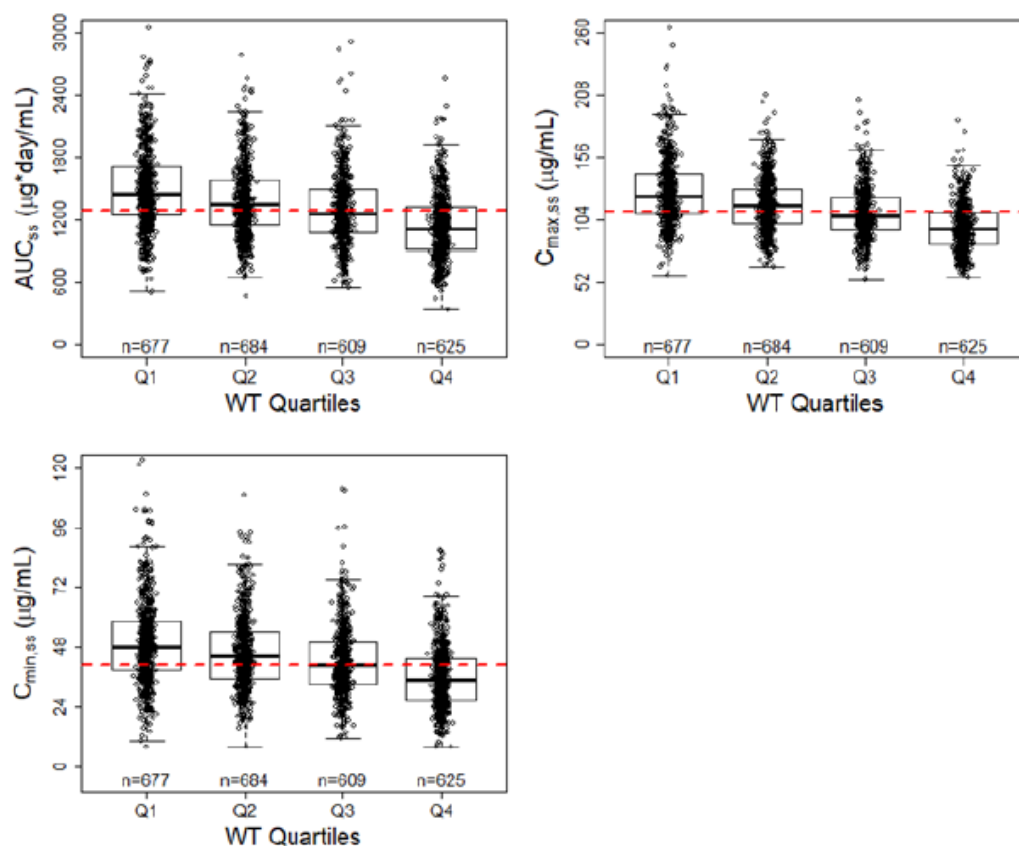 AUCss (μg*day/mL)
3000
2400
1800
1200
600
0
n=677 n=684 n=609 n=625
Q1 Q2 Q3 Q4
WT Quartiles
Cmax,ss (μg/mL)
260
208
156
104
52
0
n=677 n=684 n=609 n=625
Q1 Q2 Q3 Q4
WT Quartiles
Cmin,ss (μg/mL)
120
96
72
48
24
0
n=677 n=684 n=609 n=625
Q1 Q2 Q3 Q4
WT Quartiles